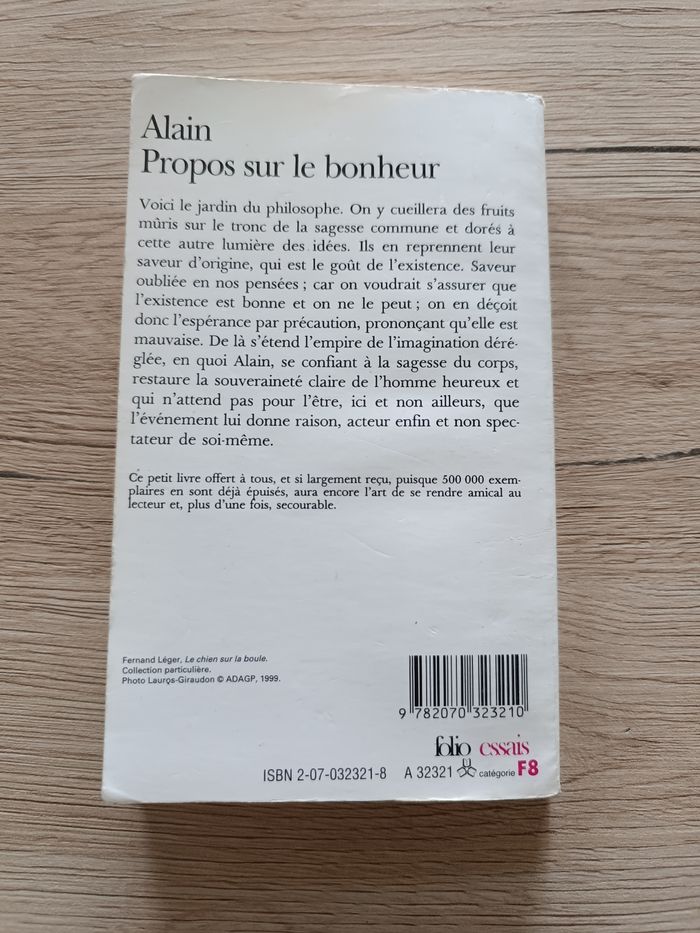 Alain
Propos sur le bonheur
Voici le jardin du philosophe. On y cueillera des fruits
mûris sur le tronc de la sagesse commune et dorés à
cette autre lumière des idées. Ils en reprennent leur
saveur d'origine, qui est le goût de l'existence. Saveur
oubliée en nos pensées ; car on voudrait s'assurer que
l'existence est bonne et on ne le peut ; on en déçoit
donc l'espérance par précaution, prononçant qu'elle est
mauvaise. De là s'étend l'empire de l'imagination déré-
glée, en quoi Alain, se confiant à la sagesse du corps,
restaure la souveraineté claire de l'homme heureux et
qui n'attend pas pour l'être, ici et non ailleurs, que
l'événement lui donne raison, acteur enfin et non spec-
tateur de soi-même.
Ce petit livre offert à tous, et si largement reçu, puisque 500 000 exem-
plaires en sont déjà épuisés, aura encore l'art de se rendre amical au
lecteur et, plus d'une fois, secourable.
Fernand Léger, Le chien sur la boule.
Collection particulière.
Photo Lauros-Giraudon © ADAGP, 1999.
9 782070 323210
folio essais
ISBN 2-07-032321-8 A 32321 catégorie F8